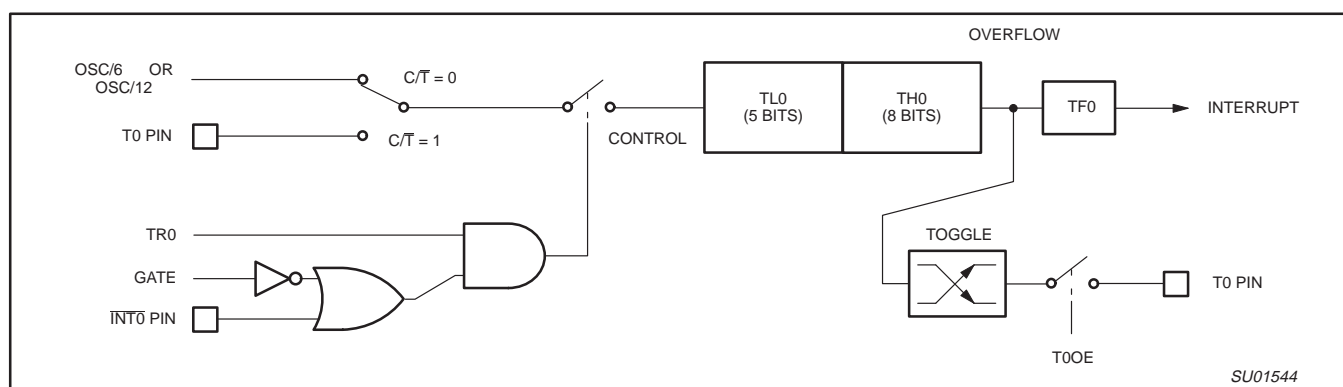 OVERFLOW
OSC/6 OR
OSC/12
C/T̅ = 0
TL0
(5 BITS)
TH0
(8 BITS)
TF0
INTERRUPT
T0 PIN
C/T̅ = 1
CONTROL
TR0
TOGGLE
GATE
T0 PIN
I̅N̅T̅0̅ PIN
T0OE
SU01544